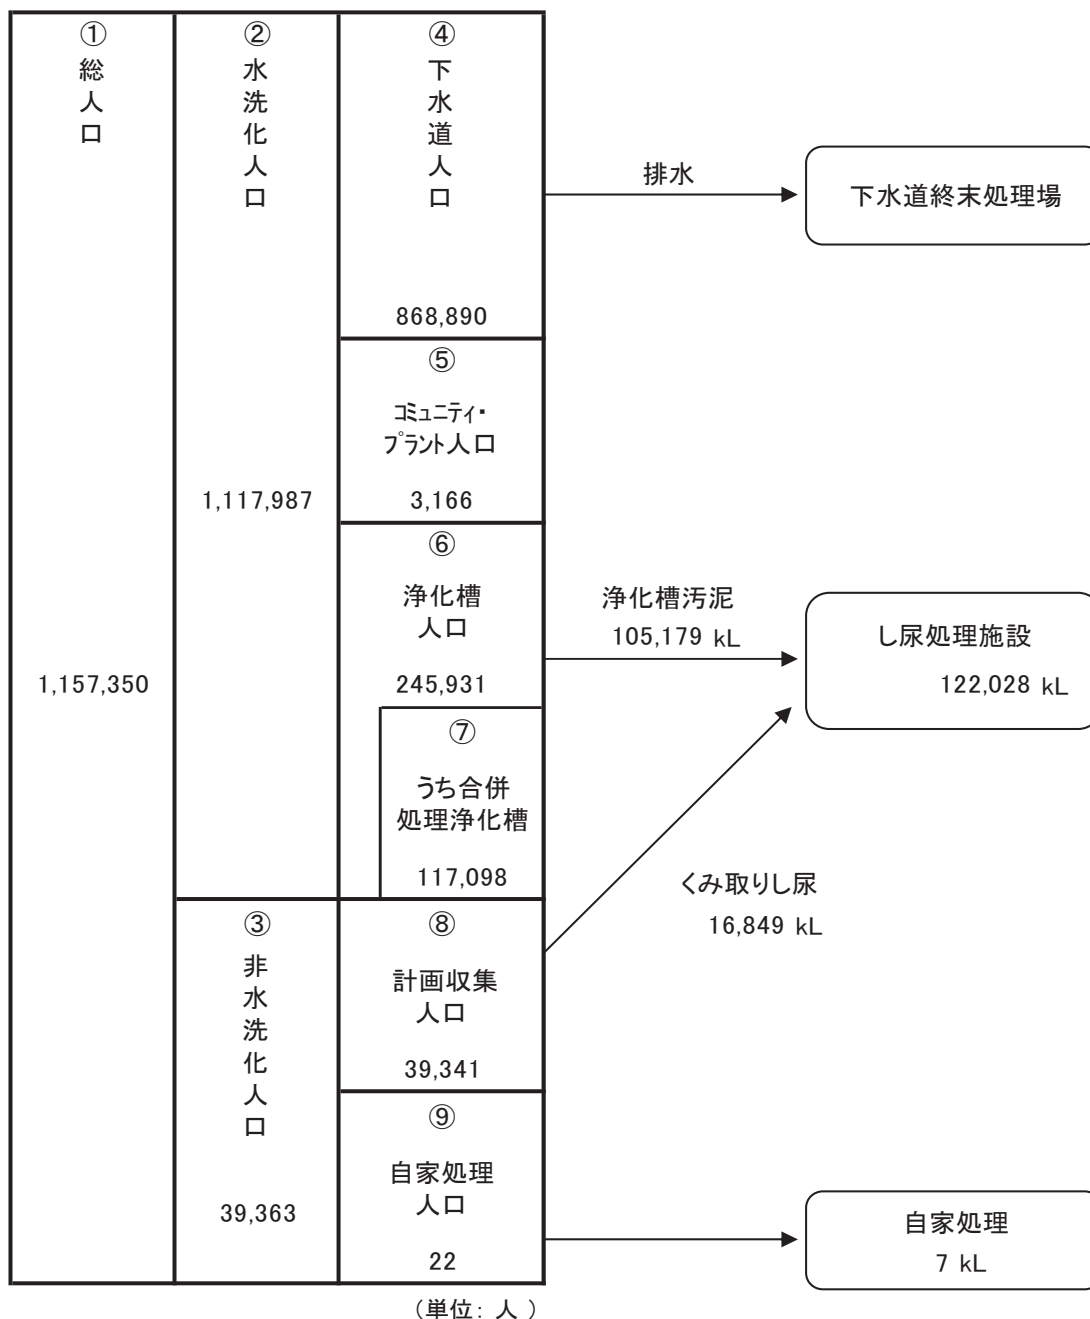 ①
総人口
1,157,350
②
水洗化人口
1,117,987
③
非水洗化人口
39,363
④
下水道人口
868,890
⑤
コミュニティ・
プラント人口
3,166
⑥
浄化槽
人口
245,931
⑦
うち合併
処理浄化槽
117,098
⑧
計画収集
人口
39,341
⑨
自家処理
人口
22
(単位：人)
排水
下水道終末処理場
浄化槽汚泥
105,179 kL
し尿処理施設
122,028 kL
くみ取りし尿
16,849 kL
自家処理
7 kL